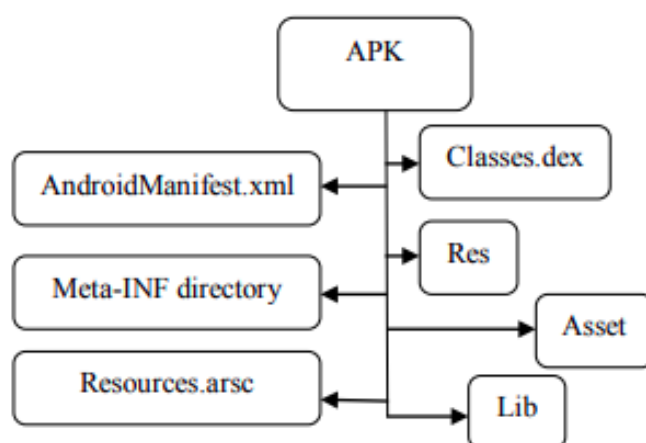 APK
Classes.dex
AndroidManifest.xml
Res
Meta-INF directory
Asset
Resources.arsc
Lib